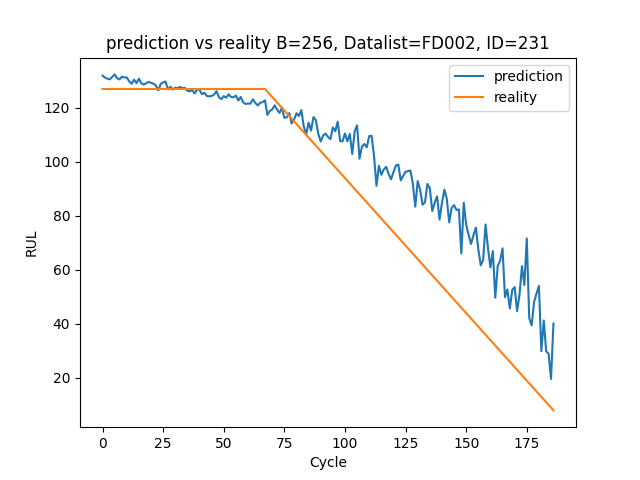 prediction vs reality B=256, Datalist=FD002, ID=231
prediction
reality
RUL
120
100
80
60
40
20
0 25 50 75 100 125 150 175
Cycle